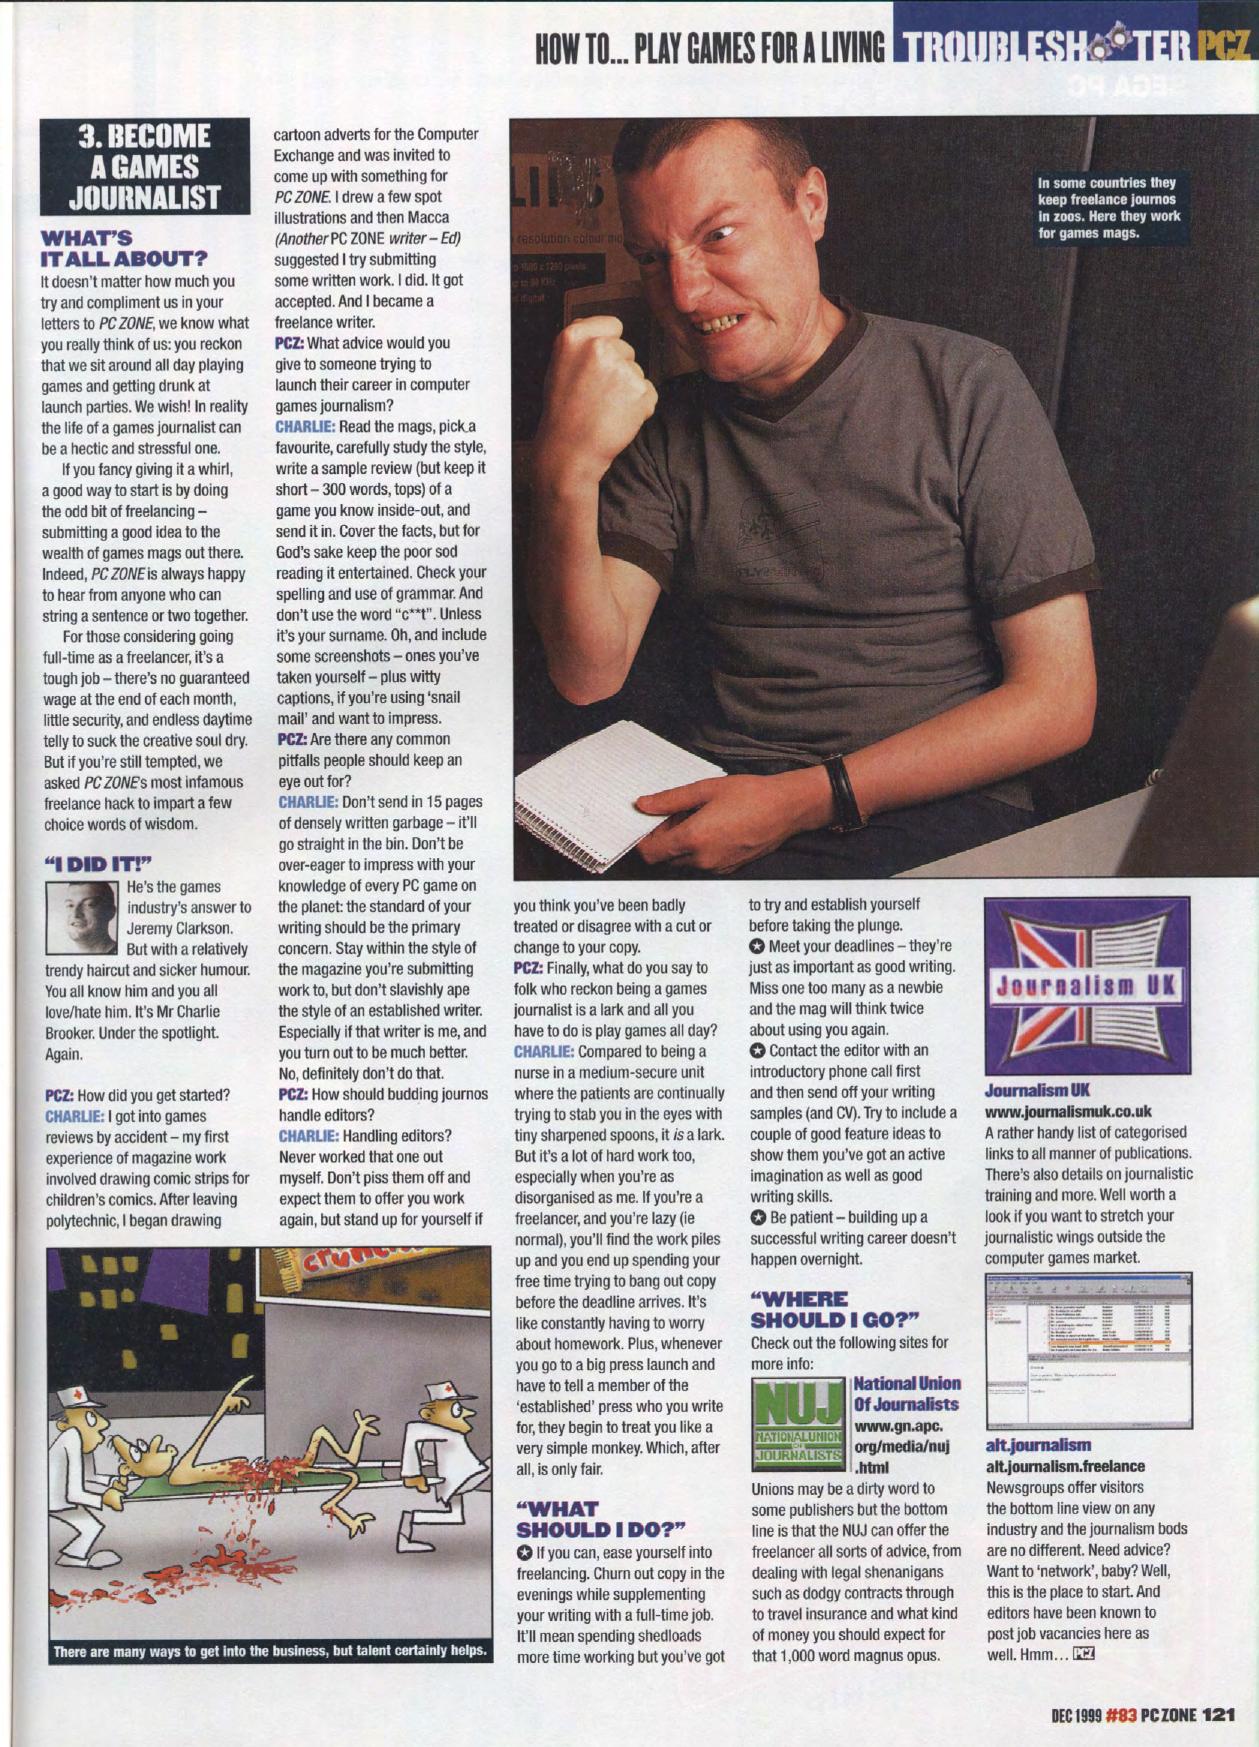 HOW TO... PLAY GAMES FOR A LIVING TROUBLESHOOTER PCZ
3. BECOME
A GAMES
JOURNALIST
WHAT'S
IT ALL ABOUT?
It doesn't matter how much you
try and compliment us in your
letters to PC ZONE, we know what
you really think of us: you reckon
that we sit around all day playing
games and getting drunk at
launch parties. We wish! In reality
the life of a games journalist can
be a hectic and stressful one.
If you fancy giving it a whirl,
a good way to start is by doing
the odd bit of freelancing –
submitting a good idea to the
wealth of games mags out there.
Indeed, PC ZONE is always happy
to hear from anyone who can
string a sentence or two together.
For those considering going
full-time as a freelancer, it's a
tough job – there's no guaranteed
wage at the end of each month,
little security, and endless daytime
telly to suck the creative soul dry.
But if you're still tempted, we
asked PC ZONE's most infamous
freelance hack to impart a few
choice words of wisdom.
"I DID IT!"
He's the games
industry's answer to
Jeremy Clarkson.
But with a relatively
trendy haircut and sicker humour.
You all know him and you all
love/hate him. It's Mr Charlie
Brooker. Under the spotlight.
Again.
PCZ: How did you get started?
CHARLIE: I got into games
reviews by accident – my first
experience of magazine work
involved drawing comic strips for
children's comics. After leaving
polytechnic, I began drawing
cartoon adverts for the Computer
Exchange and was invited to
come up with something for
PC ZONE. I drew a few spot
illustrations and then Macca
(Another PC ZONE writer – Ed)
suggested I try submitting
some written work. I did. It got
accepted. And I became a
freelance writer.
PCZ: What advice would you
give to someone trying to
launch their career in computer
games journalism?
CHARLIE: Read the mags, pick a
favourite, carefully study the style,
write a sample review (but keep it
short – 300 words, tops) of a
game you know inside-out, and
send it in. Cover the facts, but for
God's sake keep the poor sod
reading it entertained. Check your
spelling and use of grammar. And
don't use the word "c**t". Unless
it's your surname. Oh, and include
some screenshots – ones you've
taken yourself – plus witty
captions, if you're using 'snail
mail' and want to impress.
PCZ: Are there any common
pitfalls people should keep an
eye out for?
CHARLIE: Don't send in 15 pages
of densely written garbage – it'll
go straight in the bin. Don't be
over-eager to impress with your
knowledge of every PC game on
the planet: the standard of your
writing should be the primary
concern. Stay within the style of
the magazine you're submitting
work to, but don't slavishly ape
the style of an established writer.
Especially if that writer is me, and
you turn out to be much better.
No, definitely don't do that.
PCZ: How should budding journos
handle editors?
CHARLIE: Handling editors?
Never worked that one out
myself. Don't piss them off and
expect them to offer you work
again, but stand up for yourself if
crunch
There are many ways to get into the business, but talent certainly helps.
In some countries they
keep freelance journos
in zoos. Here they work
for games mags.
resolution colour
you think you've been badly
treated or disagree with a cut or
change to your copy.
PCZ: Finally, what do you say to
folk who reckon being a games
journalist is a lark and all you
have to do is play games all day?
CHARLIE: Compared to being a
nurse in a medium-secure unit
where the patients are continually
trying to stab you in the eyes with
tiny sharpened spoons, it is a lark.
But it's a lot of hard work too,
especially when you're as
disorganised as me. If you're a
freelancer, and you're lazy (ie
normal), you'll find the work piles
up and you end up spending your
free time trying to bang out copy
before the deadline arrives. It's
like constantly having to worry
about homework. Plus, whenever
you go to a big press launch and
have to tell a member of the
'established' press who you write
for, they begin to treat you like a
very simple monkey. Which, after
all, is only fair.
"WHAT
SHOULD I DO?"
If you can, ease yourself into
freelancing. Churn out copy in the
evenings while supplementing
your writing with a full-time job.
It'll mean spending shedloads
more time working but you've got
to try and establish yourself
before taking the plunge.
Meet your deadlines – they're
just as important as good writing.
Miss one too many as a newbie
and the mag will think twice
about using you again.
Contact the editor with an
introductory phone call first
and then send off your writing
samples (and CV). Try to include a
couple of good feature ideas to
show them you've got an active
imagination as well as good
writing skills.
Be patient – building up a
successful writing career doesn't
happen overnight.
"WHERE
SHOULD I GO?"
Check out the following sites for
more info:
NUJ
NATIONAL UNION
OF
JOURNALISTS
National Union
Of Journalists
www.gn.apc.
org/media/nuj
.html
Unions may be a dirty word to
some publishers but the bottom
line is that the NUJ can offer the
freelancer all sorts of advice, from
dealing with legal shenanigans
such as dodgy contracts through
to travel insurance and what kind
of money you should expect for
that 1,000 word magnus opus.
Journalism UK
Journalism UK
www.journalismuk.co.uk
A rather handy list of categorised
links to all manner of publications.
There's also details on journalistic
training and more. Well worth a
look if you want to stretch your
journalistic wings outside the
computer games market.
alt.journalism
alt.journalism.freelance
Newsgroups offer visitors
the bottom line view on any
industry and the journalism bods
are no different. Need advice?
Want to 'network', baby? Well,
this is the place to start. And
editors have been known to
post job vacancies here as
well. Hmm... PCZ
DEC 1999 #83 PC ZONE 121